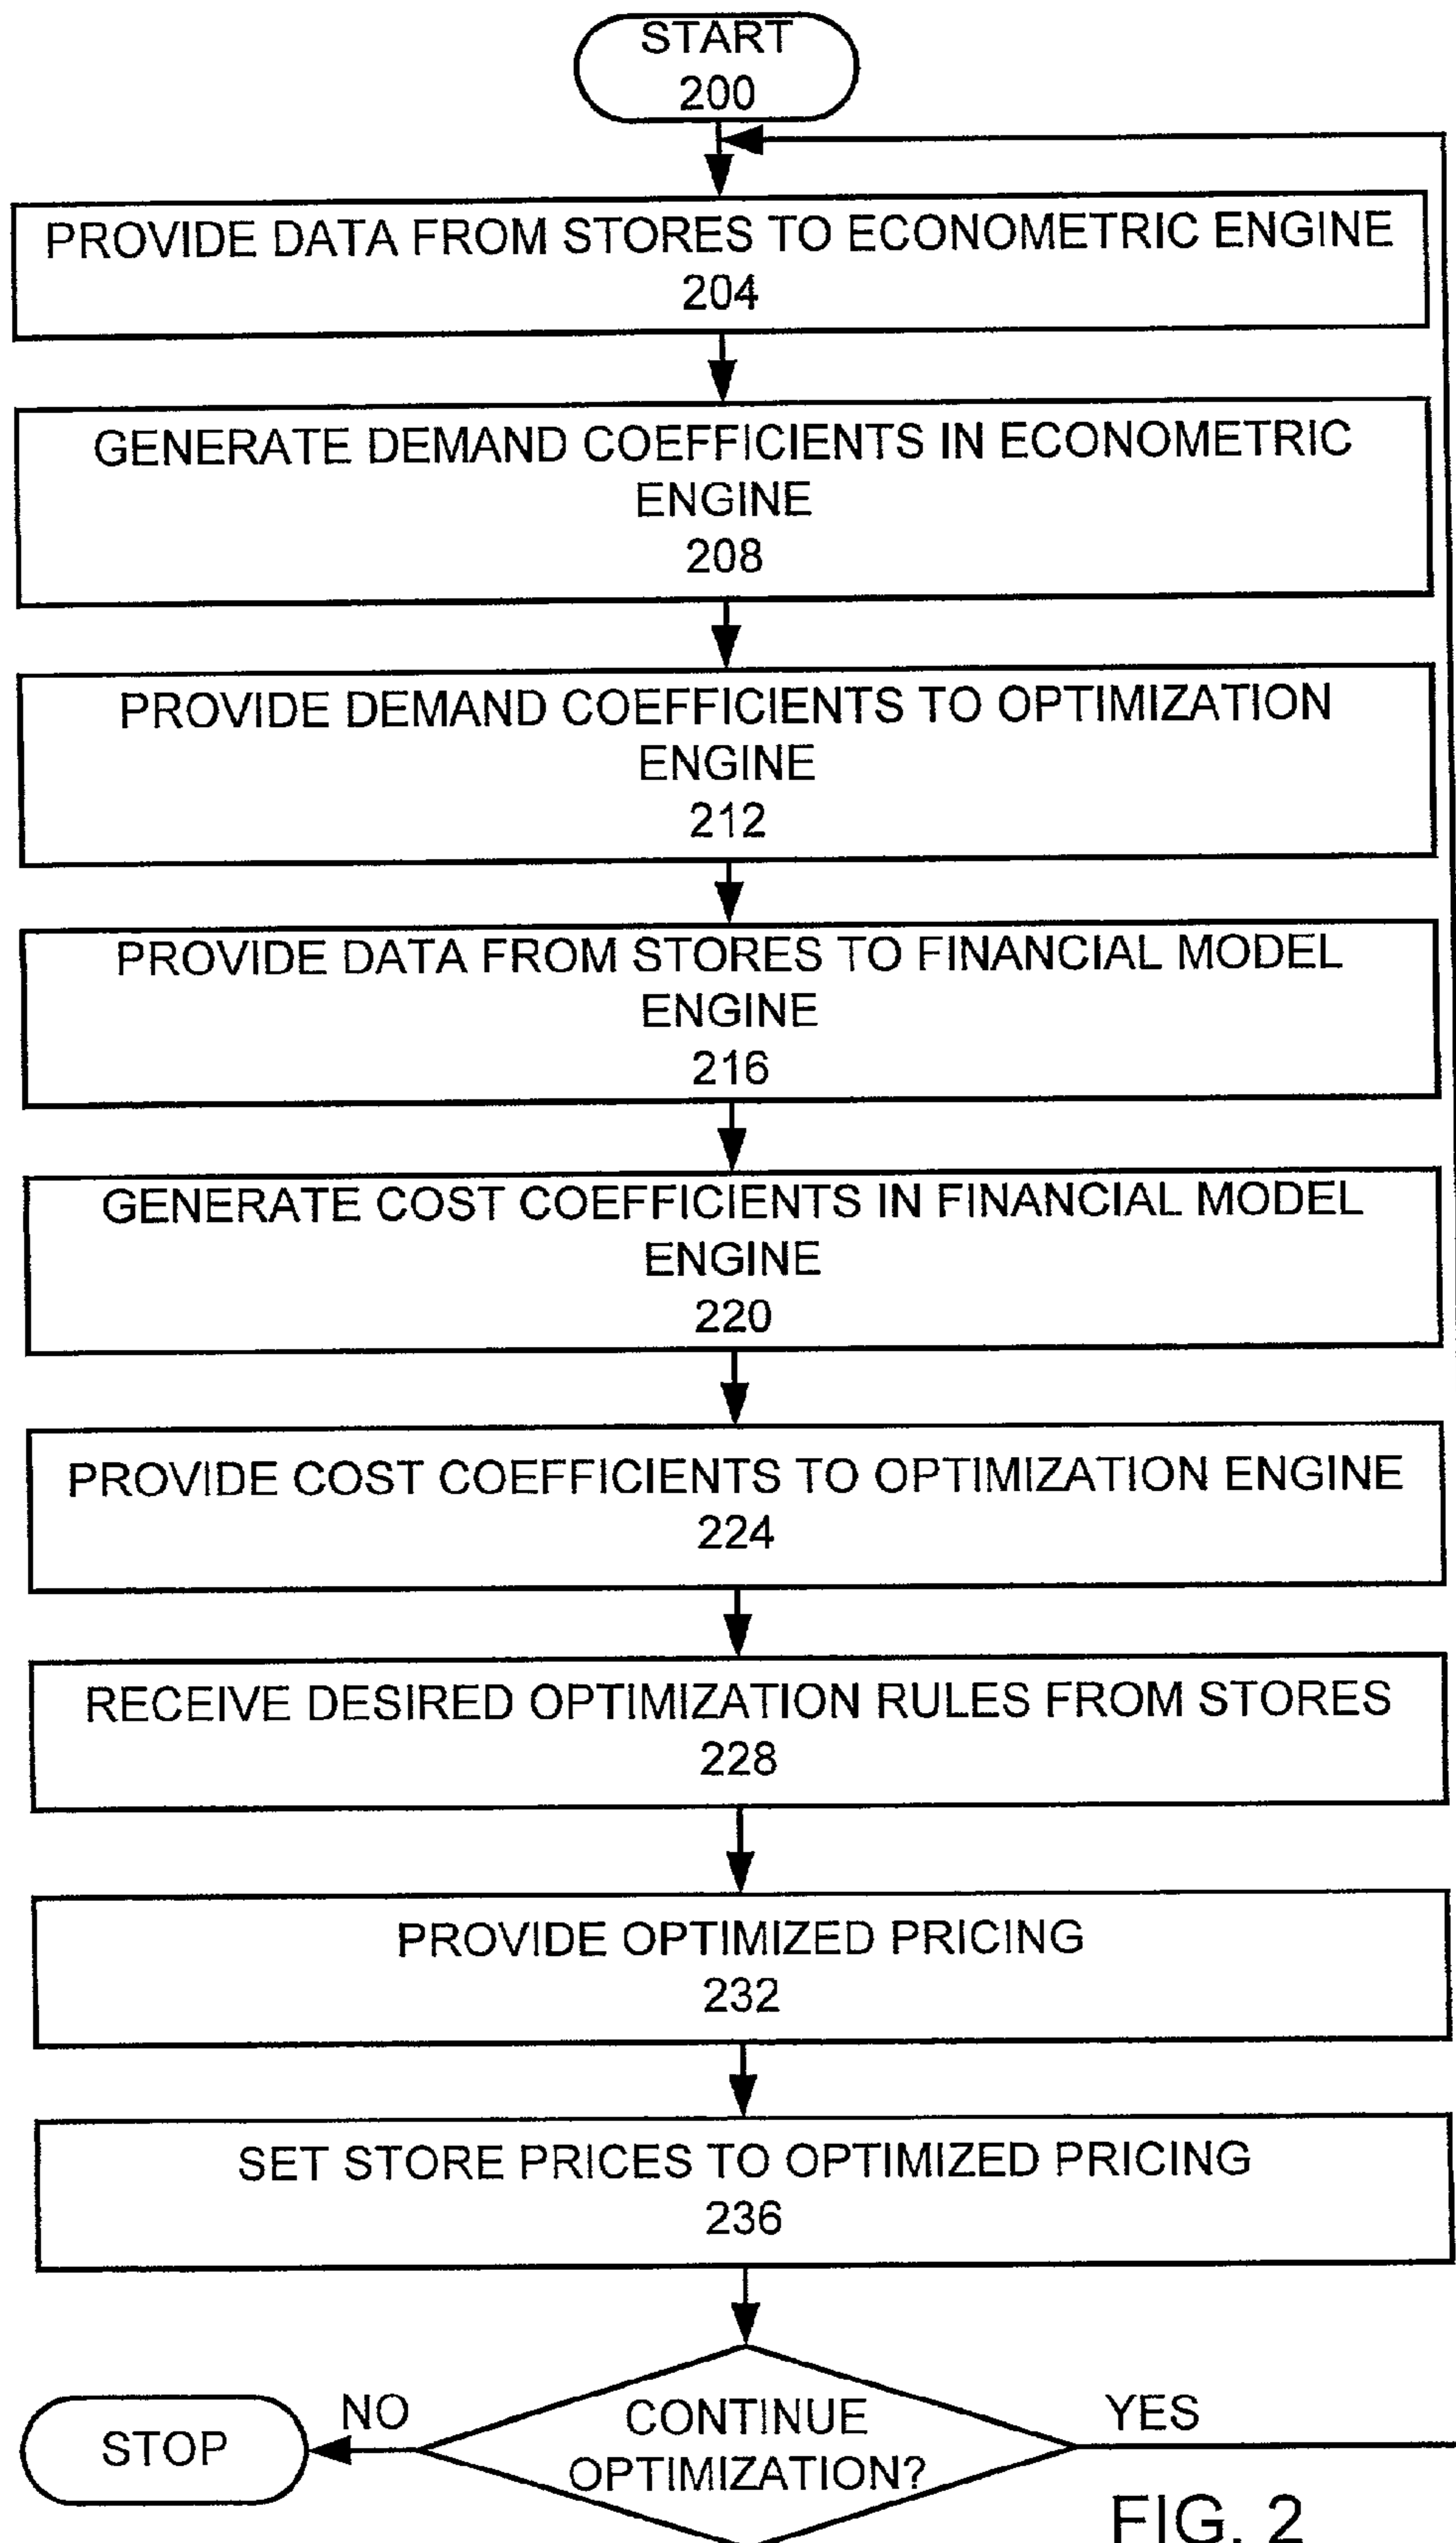 START
200
PROVIDE DATA FROM STORES TO ECONOMETRIC ENGINE
204
GENERATE DEMAND COEFFICIENTS IN ECONOMETRIC
ENGINE
208
PROVIDE DEMAND COEFFICIENTS TO OPTIMIZATION
ENGINE
212
PROVIDE DATA FROM STORES TO FINANCIAL MODEL
ENGINE
216
GENERATE COST COEFFICIENTS IN FINANCIAL MODEL
ENGINE
220
PROVIDE COST COEFFICIENTS TO OPTIMIZATION ENGINE
224
RECEIVE DESIRED OPTIMIZATION RULES FROM STORES
228
PROVIDE OPTIMIZED PRICING
232
SET STORE PRICES TO OPTIMIZED PRICING
236
STOP
NO
CONTINUE
OPTIMIZATION?
YES
FIG. 2